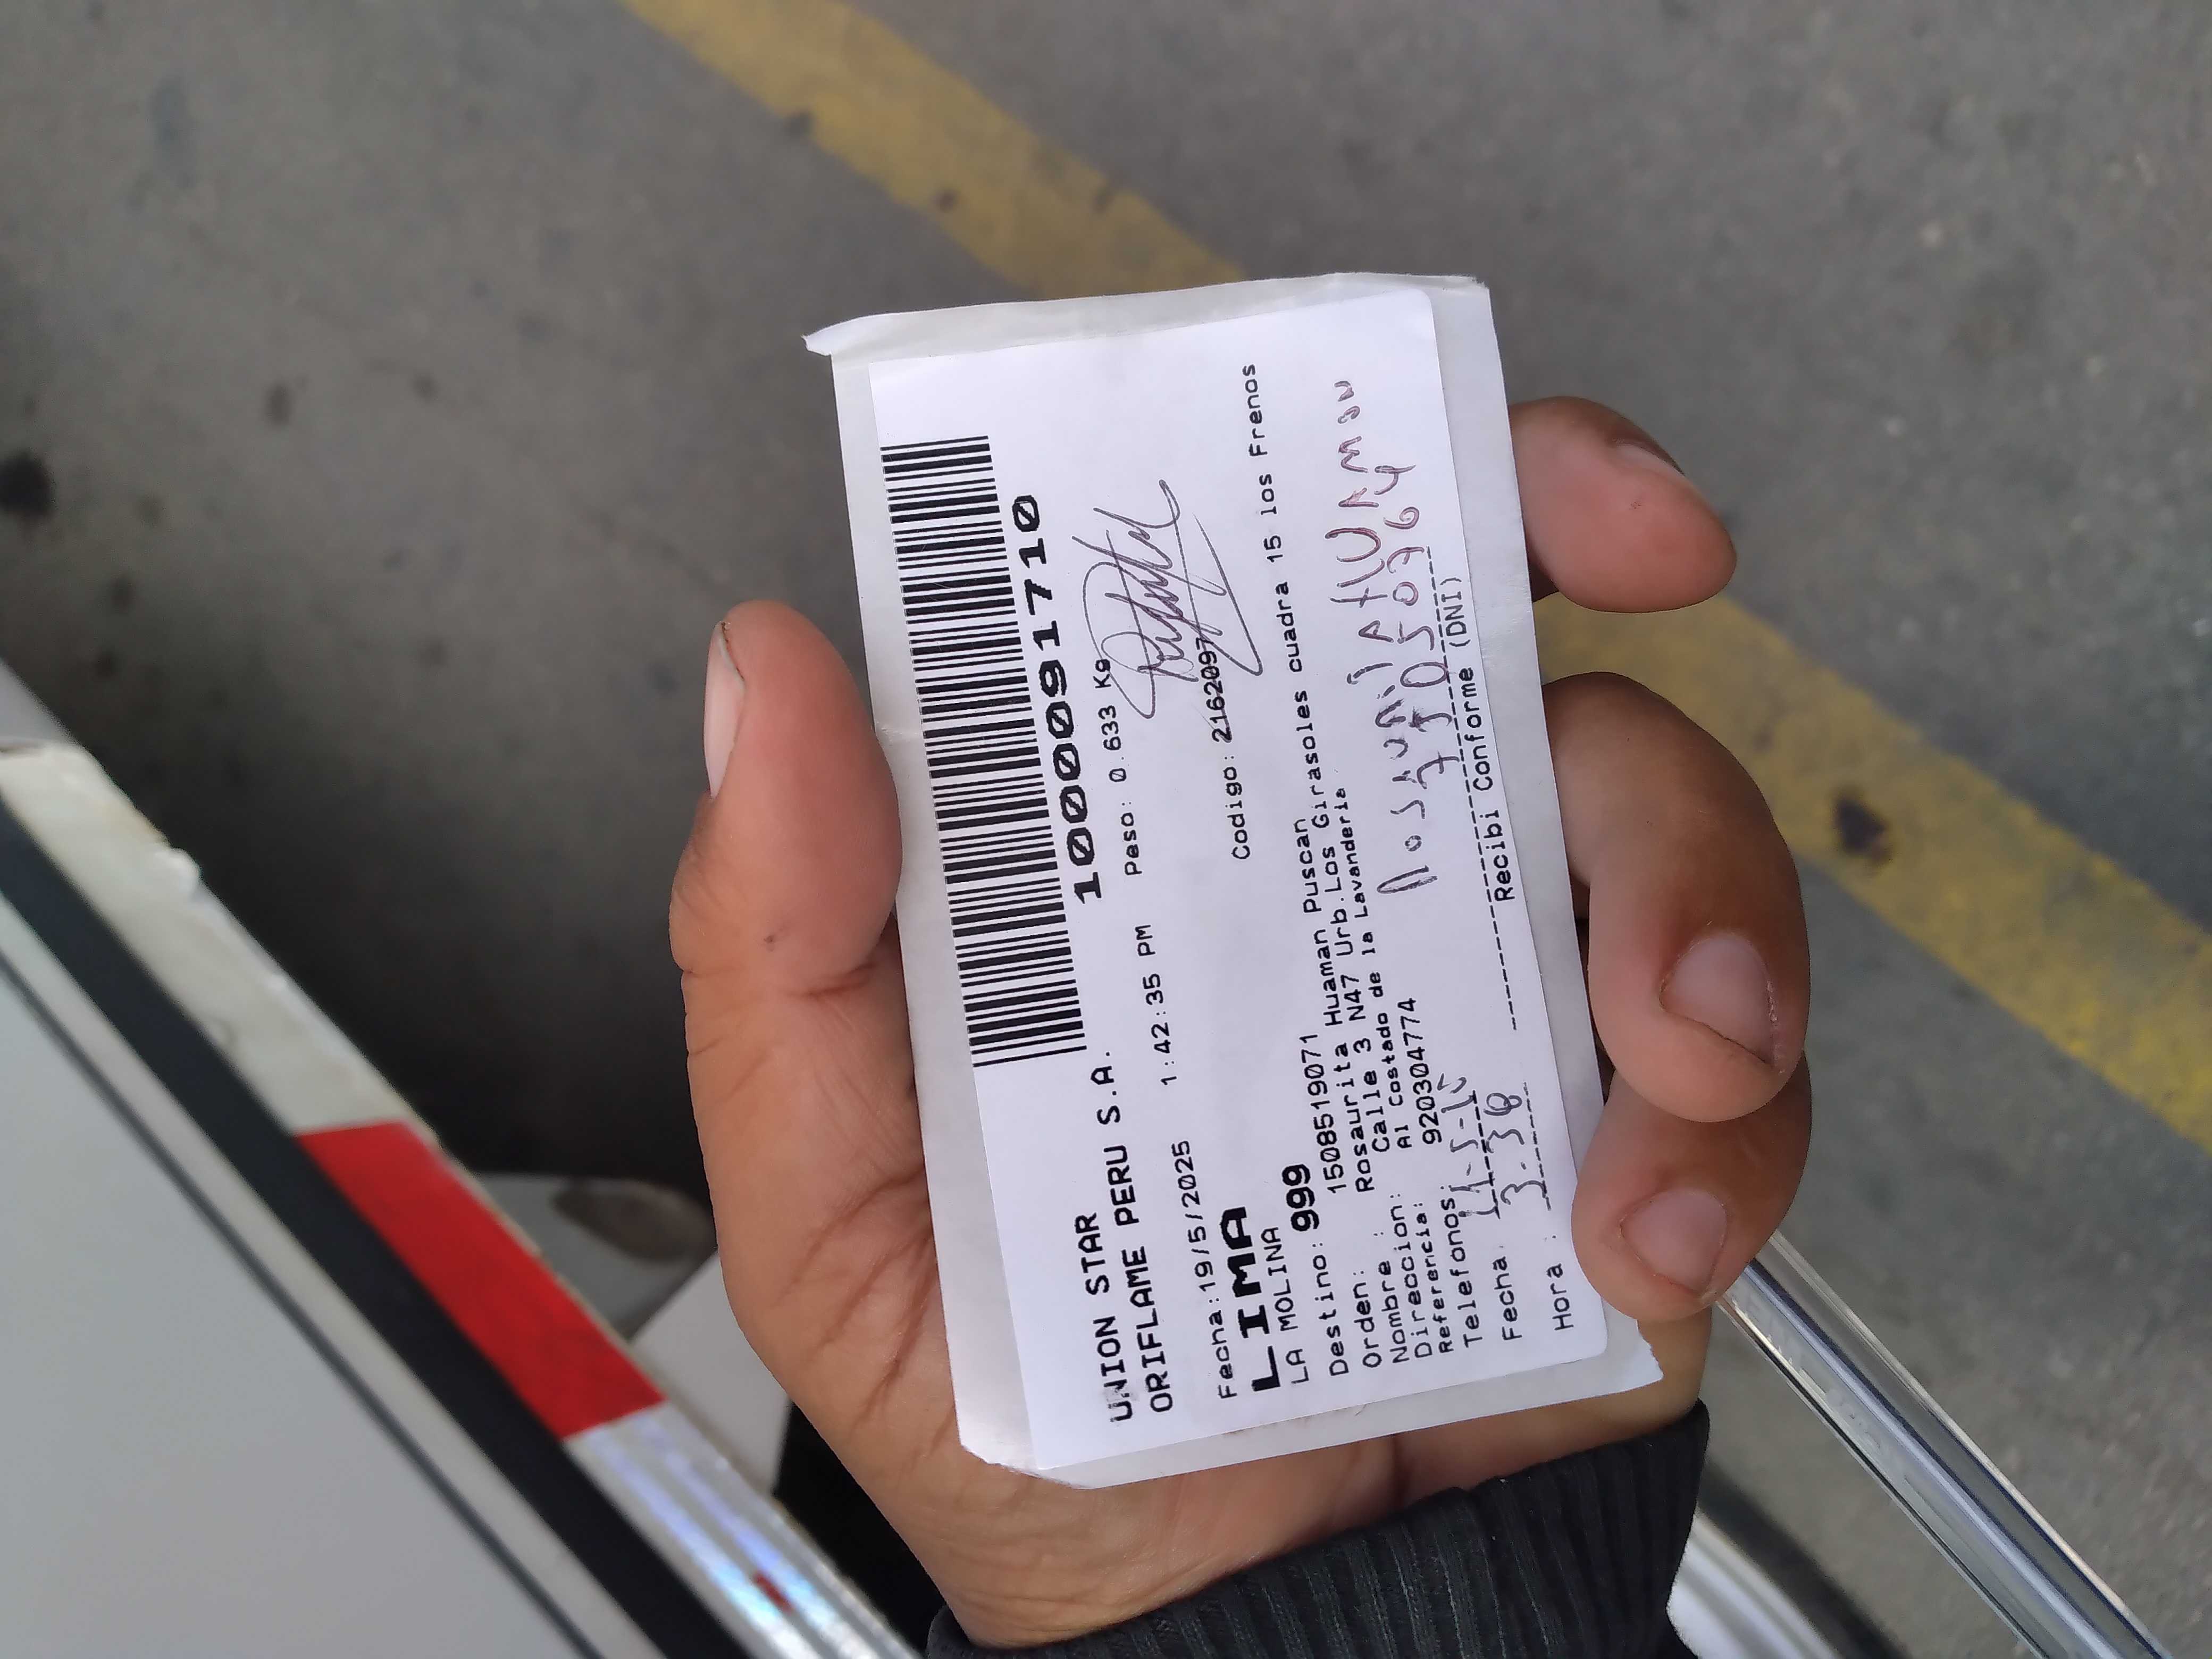 UNION STAR
ORIFLAME PERU S.A.
1000091710
Fecha:19/5/2025 1:42:35 PM Peso: 0.633 Kg
LIMA
LA MOLINA
Codigo: 2162097
Destino: 999
Orden: 1508519071
Nombre : Rosaurita Huaman Puscan
Direccion: Calle 3 N47 Urb.Los Girasoles cuadra 15 los Frenos
Referencia: Al costado de la Lavanderia
Telefonos: 920304774
Fecha :
Hora : 3:36
Recibi Conforme (DNI)